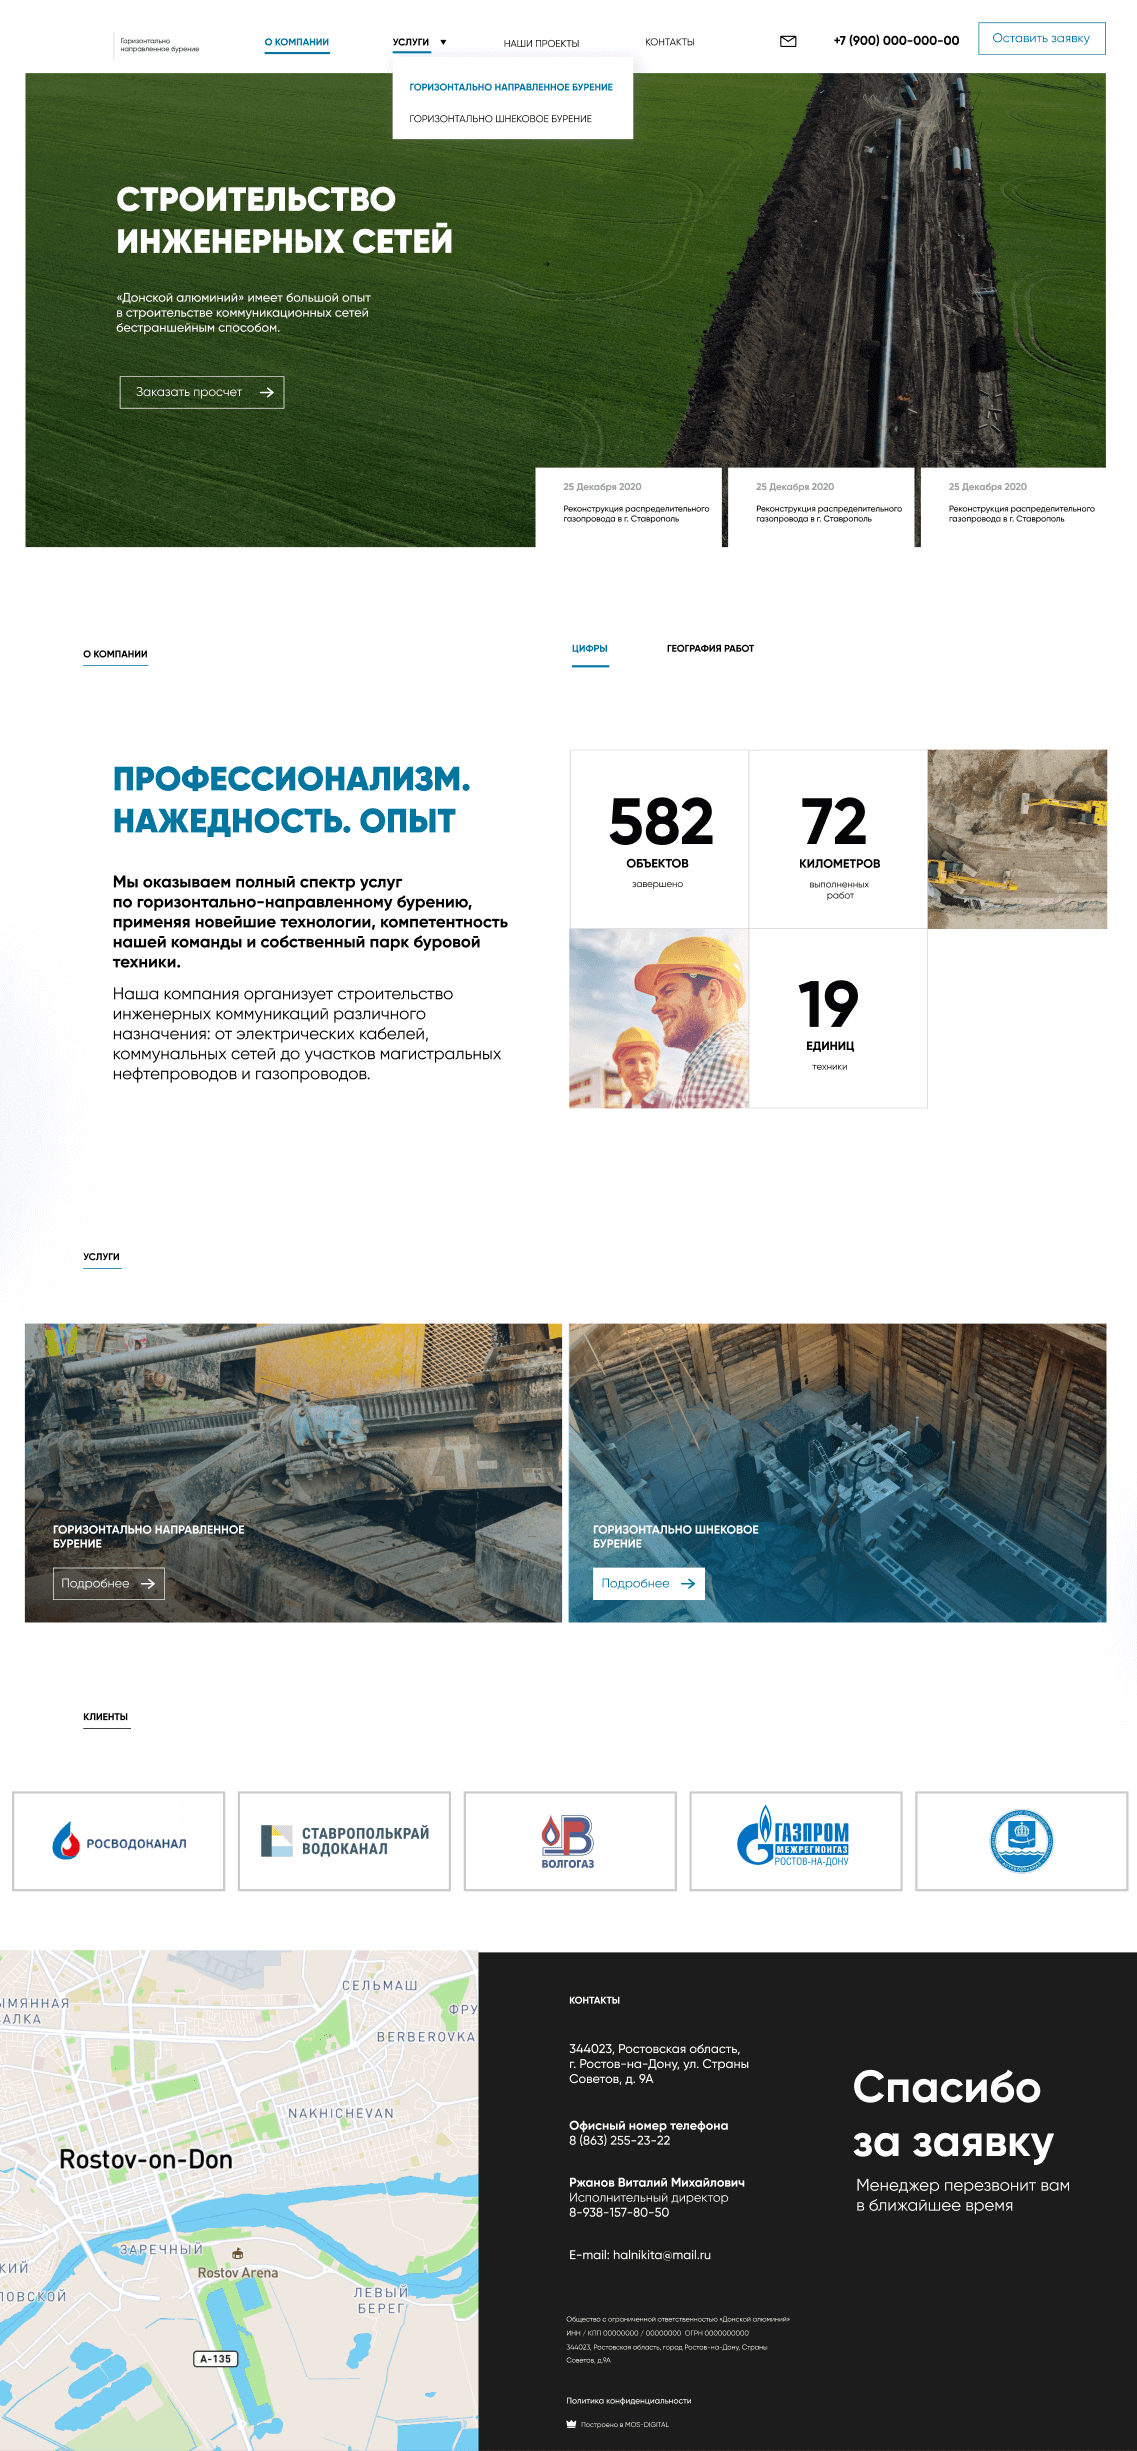 Горизонтально
направленное бурение
О КОМПАНИИ
УСЛУГИ
НАШИ ПРОЕКТЫ
КОНТАКТЫ
+7 (900) 000-000-00
Оставить заявку
ГОРИЗОНТАЛЬНО НАПРАВЛЕННОЕ БУРЕНИЕ
ГОРИЗОНТАЛЬНО ШНЕКОВОЕ БУРЕНИЕ
СТРОИТЕЛЬСТВО
ИНЖЕНЕРНЫХ СЕТЕЙ
«Донской алюминий» имеет большой опыт
в строительстве коммуникационных сетей
бестраншейным способом.
Заказать просчет
25 Декабря 2020
Реконструкция распределительного
газопровода в г. Ставрополь
25 Декабря 2020
Реконструкция распределительного
газопровода в г. Ставрополь
25 Декабря 2020
Реконструкция распределительного
газопровода в г. Ставрополь
О КОМПАНИИ
ЦИФРЫ
ГЕОГРАФИЯ РАБОТ
ПРОФЕССИОНАЛИЗМ.
НАЖЕДНОСТЬ. ОПЫТ
Мы оказываем полный спектр услуг
по горизонтально-направленному бурению,
применяя новейшие технологии, компетентность
нашей команды и собственный парк буровой
техники.
Наша компания организует строительство
инженерных коммуникаций различного
назначения: от электрических кабелей,
коммунальных сетей до участков магистральных
нефтепроводов и газопроводов.
582
ОБЪЕКТОВ
завершено
72
КИЛОМЕТРОВ
выполненных
работ
19
ЕДИНИЦ
техники
УСЛУГИ
ГОРИЗОНТАЛЬНО НАПРАВЛЕННОЕ
БУРЕНИЕ
Подробнее
ГОРИЗОНТАЛЬНО ШНЕКОВОЕ
БУРЕНИЕ
Подробнее
КЛИЕНТЫ
РОСВОДОКАНАЛ
СТАВРОПОЛЬКРАЙ
ВОДОКАНАЛ
ВОЛГОГАЗ
ГАЗПРОМ
МЕЖРЕГИОНГАЗ
РОСТОВ-НА-ДОНУ
СЕЛЬМАШ
ЫМЯННАЯ
АЛКА
ФРУ
BERBEROVKA
NAKHICHEVAN
Rostov-on-Don
ЗАРЕЧНЫЙ
Rostov Arena
КИЙ
ЛОВСКОЙ
ЛЕВЫЙ
БЕРЕГ
A-135
КОНТАКТЫ
344023, Ростовская область,
г. Ростов-на-Дону, ул. Страны
Советов, д. 9А
Офисный номер телефона
8 (863) 255-23-22
Ржанов Виталий Михайлович
Исполнительный директор
8-938-157-80-50
E-mail: halnikita@mail.ru
Спасибо
за заявку
Менеджер перезвонит вам
в ближайшее время
Общество с ограниченной ответственностью «Донской алюминий»
ИНН / КПП 00000000 / 00000000 ОГРН 0000000000
344023, Ростовская область, город Ростов-на-Дону, Страны
Советов, д.9А
Политика конфиденциальности
Построено в MOS-DIGITAL